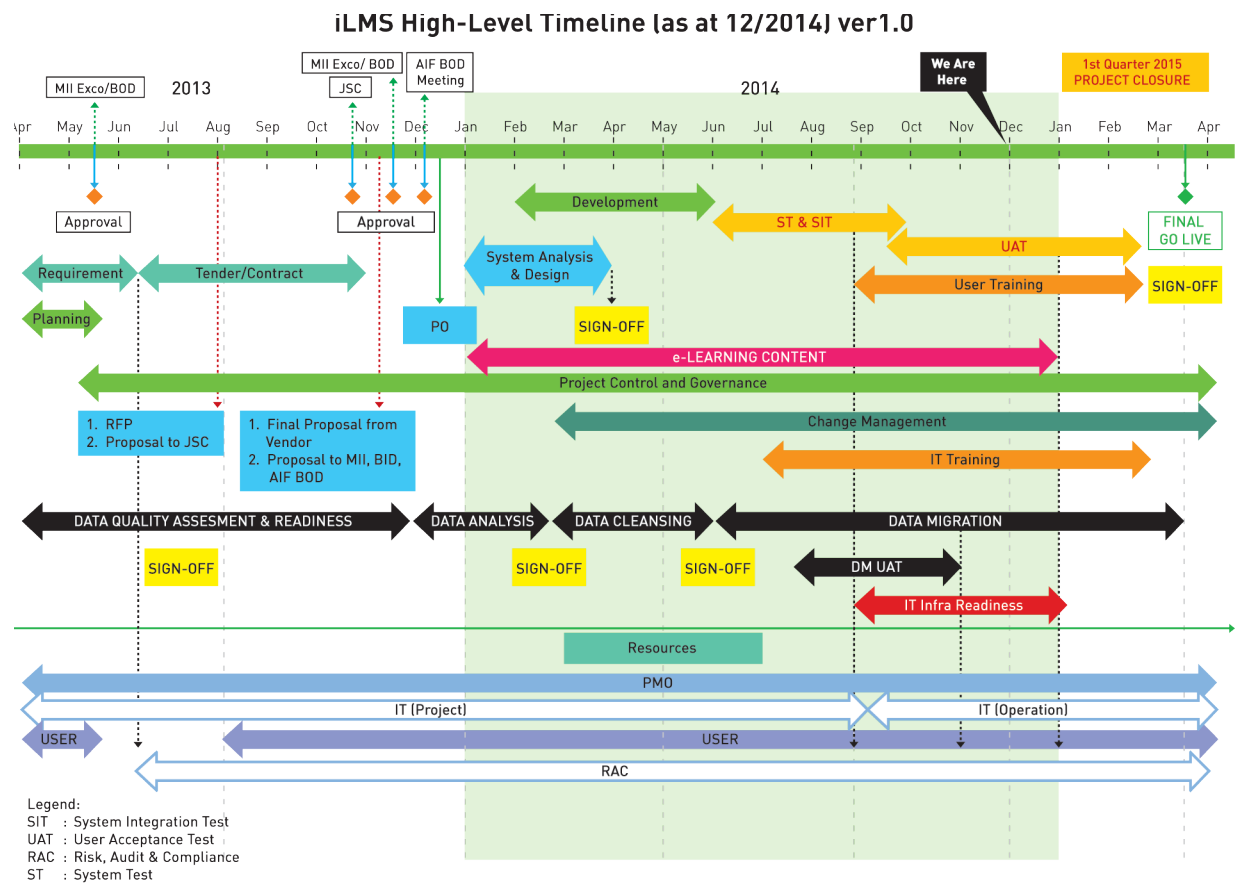 iLMS High-Level Timeline (as at 12/2014) ver1.0
MII Exco/BOD
2013
MII Exco/ BOD
JSC
AIF BOD
Meeting
2014
We Are
Here
1st Quarter 2015
PROJECT CLOSURE
Apr May Jun Jul Aug Sep Oct Nov Dec Jan Feb Mar Apr May Jun Jul Aug Sep Oct Nov Dec Jan Feb Mar Apr
Approval
Approval
Development
ST & SIT
FINAL
GO LIVE
UAT
Requirement
Tender/Contract
System Analysis
& Design
User Training
SIGN-OFF
Planning
PO
SIGN-OFF
e-LEARNING CONTENT
Project Control and Governance
1. RFP
2. Proposal to JSC
1. Final Proposal from
Vendor
2. Proposal to MII, BID,
AIF BOD
Change Management
IT Training
DATA QUALITY ASSESMENT & READINESS
DATA ANALYSIS
DATA CLEANSING
DATA MIGRATION
SIGN-OFF
SIGN-OFF
SIGN-OFF
DM UAT
IT Infra Readiness
Resources
PMO
IT (Project)
IT (Operation)
USER
USER
RAC
Legend:
SIT : System Integration Test
UAT : User Acceptance Test
RAC : Risk, Audit & Compliance
ST : System Test